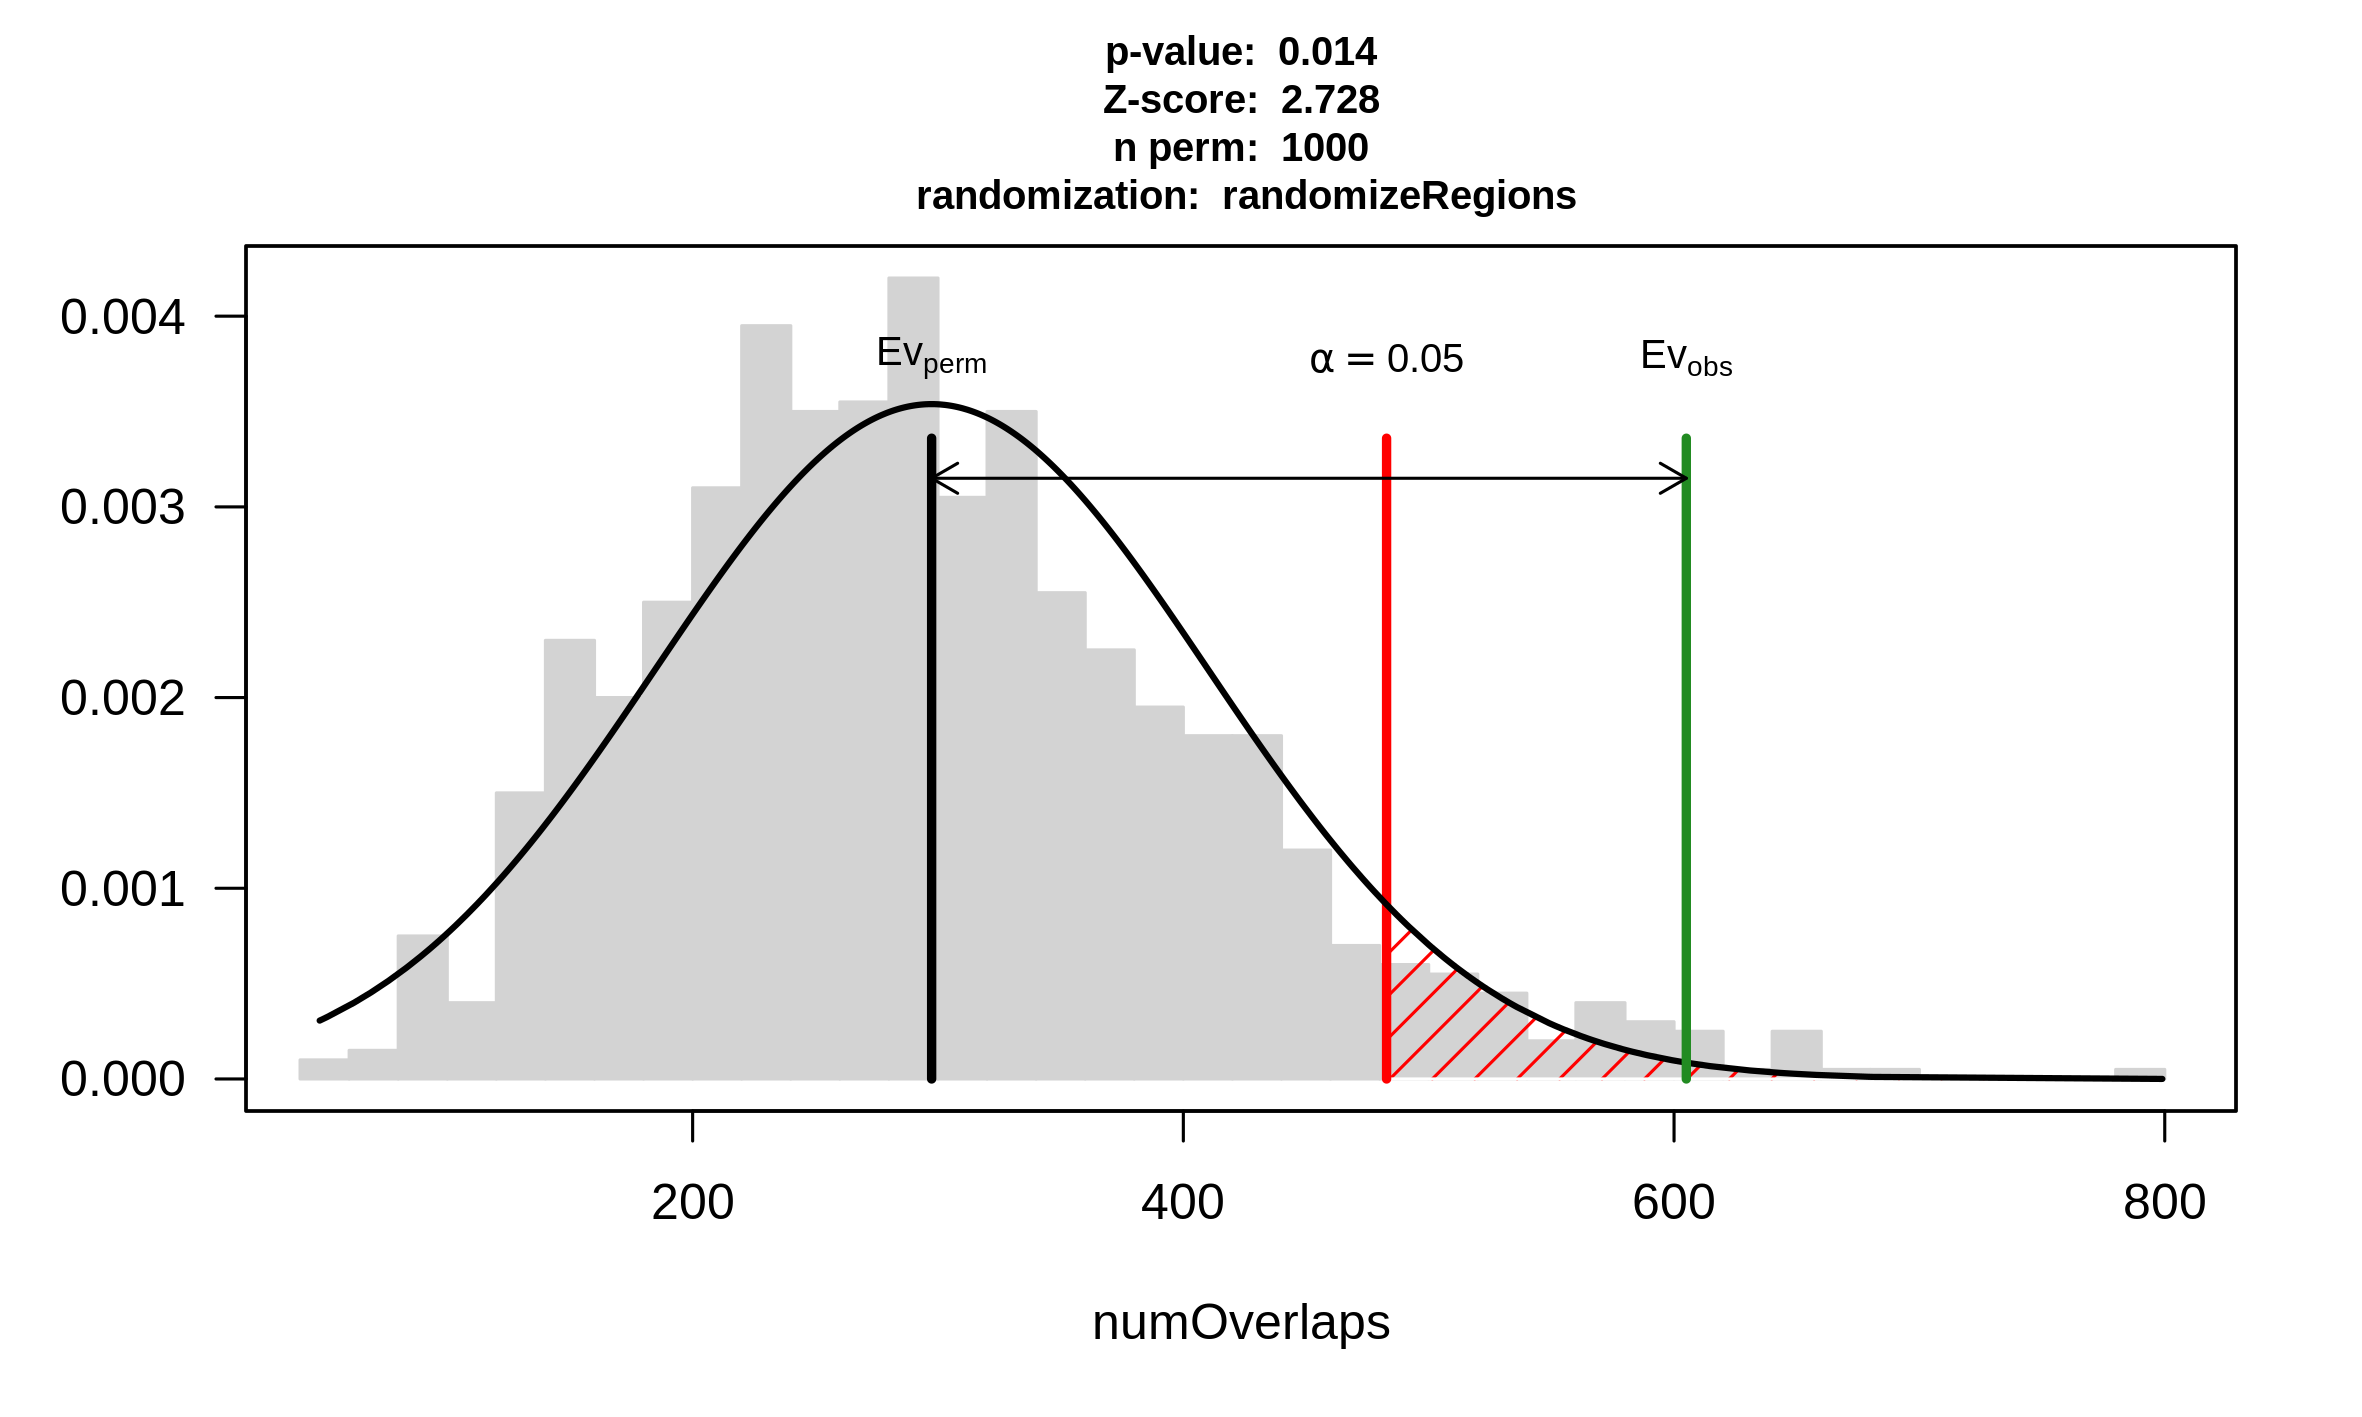 p-value: 0.014
Z-score: 2.728
n perm: 1000
randomization: randomizeRegions
0.004
Evperm
α = 0.05
Evobs
0.003
0.002
0.001
0.000
200 400 600 800
numOverlaps